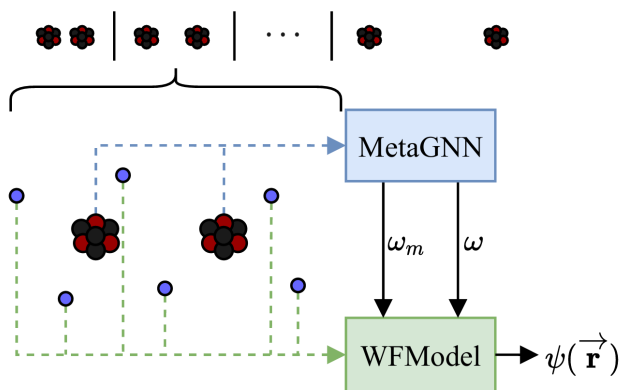 ...
MetaGNN
ω_m ω
WFModel
ψ(→r)